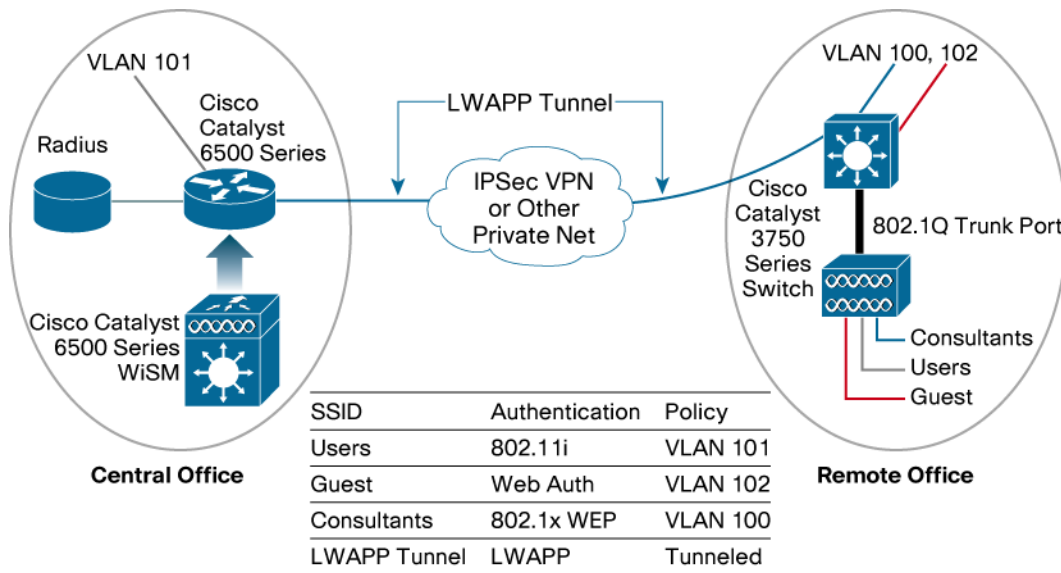 VLAN 101
Cisco
Catalyst
6500 Series
Radius
Cisco Catalyst
6500 Series
WiSM
Central Office
LWAPP Tunnel
IPSec VPN
or Other
Private Net
VLAN 100, 102
Cisco
Catalyst
3750
Series
Switch
802.1Q Trunk Port
Consultants
Users
Guest
Remote Office
SSID Authentication Policy
Users 802.11i VLAN 101
Guest Web Auth VLAN 102
Consultants 802.1x WEP VLAN 100
LWAPP Tunnel LWAPP Tunneled